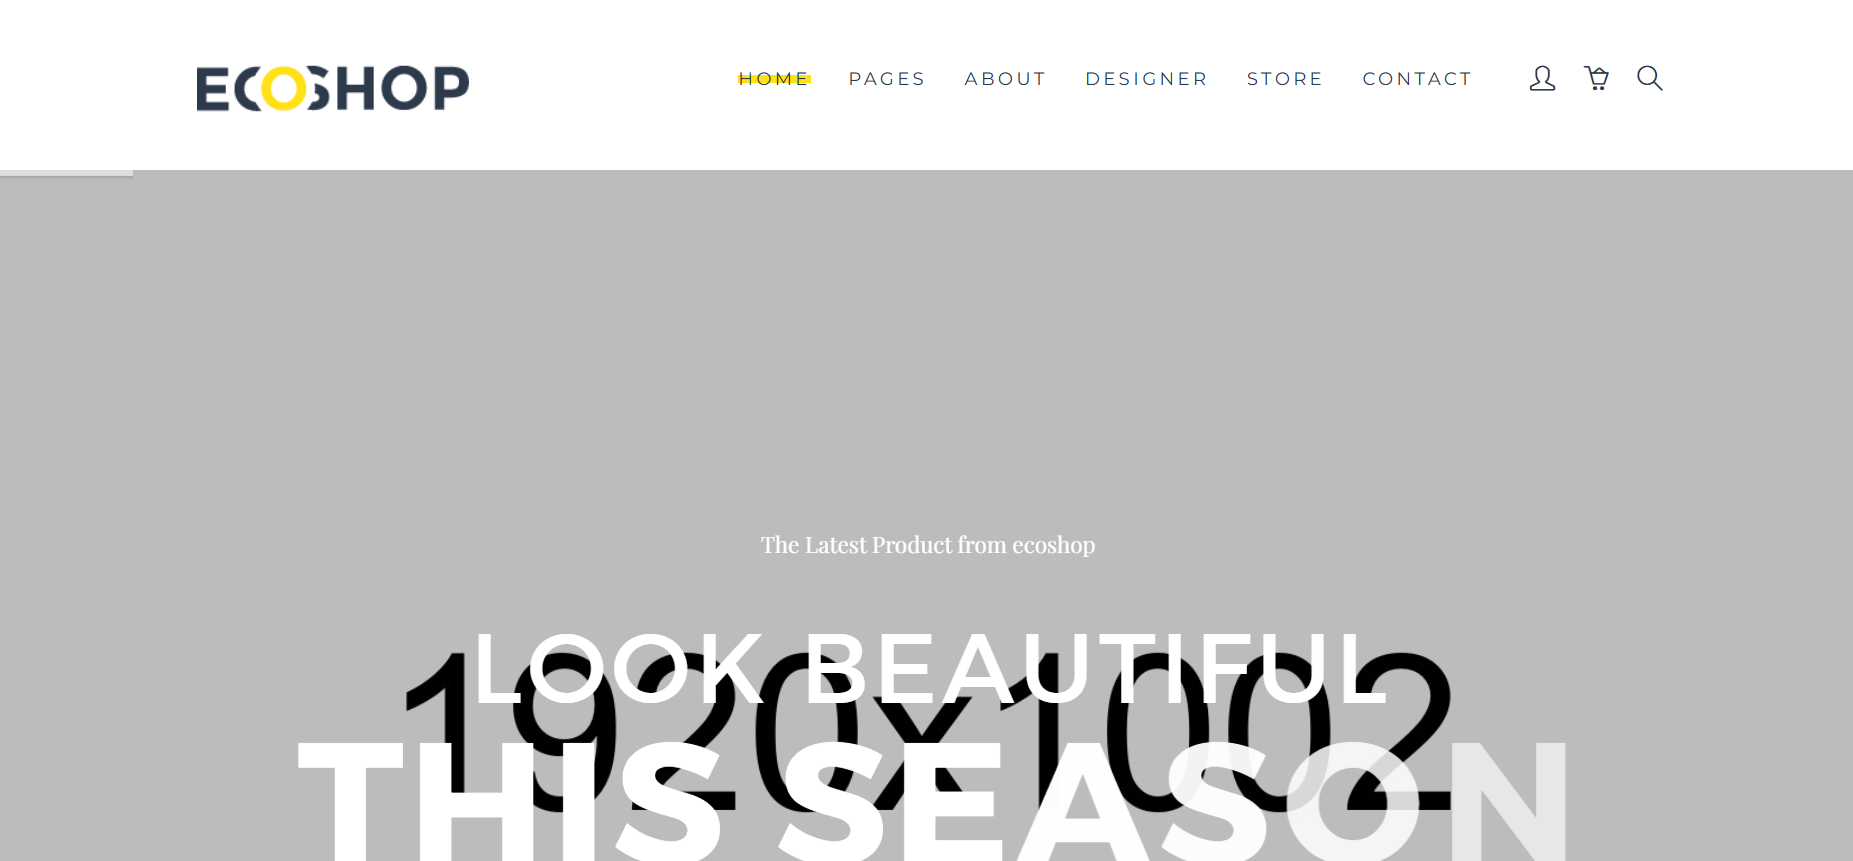 ECOSHOP
HOME PAGES ABOUT DESIGNER STORE CONTACT
The Latest Product from ecoshop
LOOK BEAUTIFUL
1920x1002
THIS SEASON